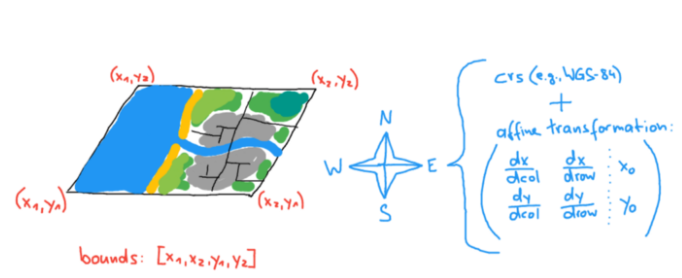 (x₁,y₂)
(x₂,y₂)
(x₁,y₁)
(x₂,y₁)
bounds: [x₁,x₂,y₁,y₂]
N
W
E
S
crs (e.g., WGS-84)
+
affine transformation:
dx/dcol dx/drow x₀
dy/dcol dy/drow y₀